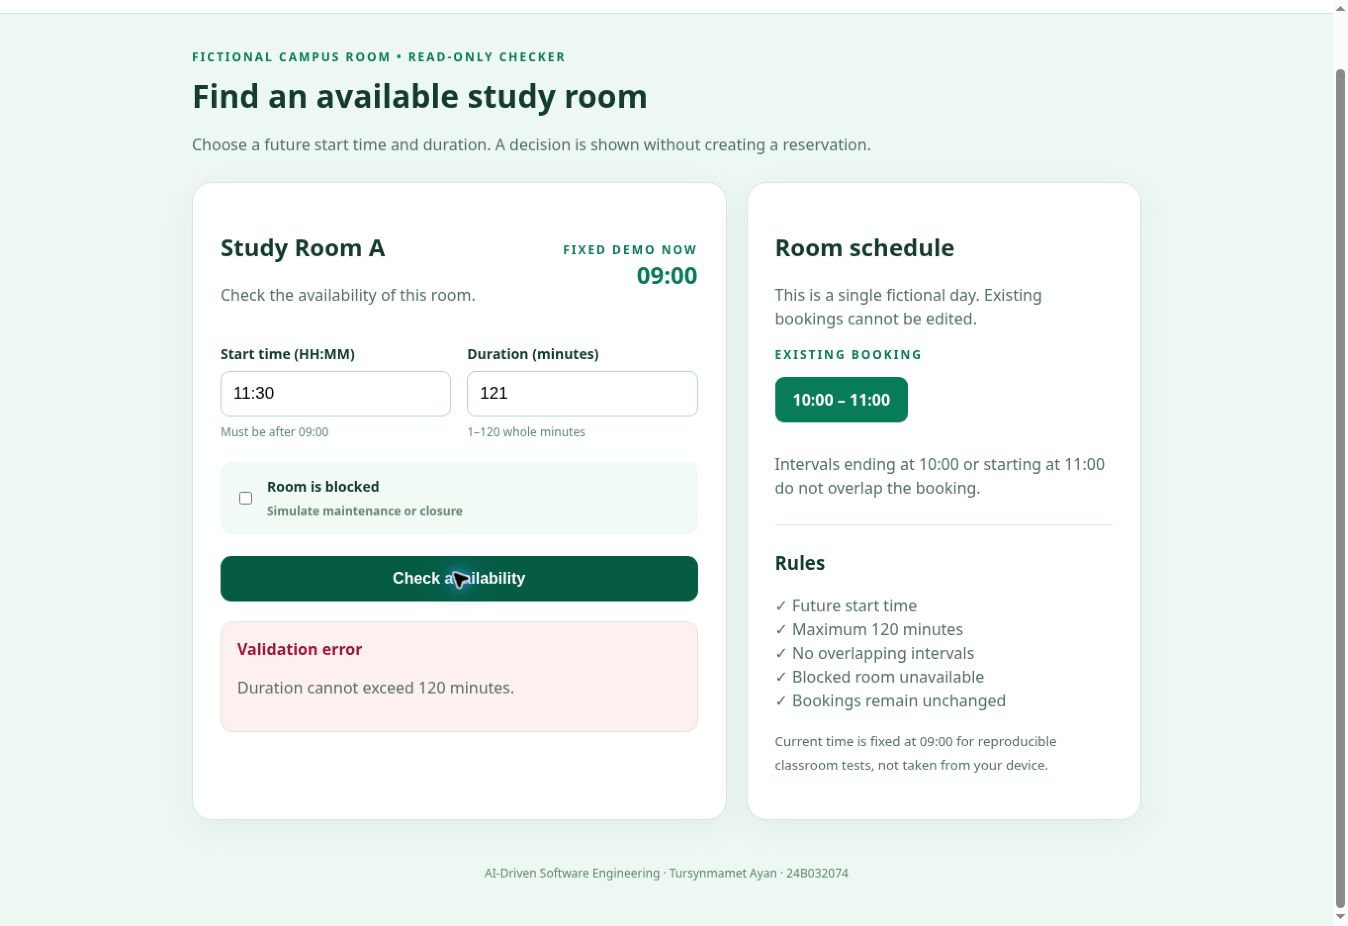 FICTIONAL CAMPUS ROOM • READ-ONLY CHECKER
Find an available study room
Choose a future start time and duration. A decision is shown without creating a reservation.
Study Room A
FIXED DEMO NOW
09:00
Check the availability of this room.
Start time (HH:MM)
Duration (minutes)
11:30
121
Must be after 09:00
1–120 whole minutes
Room is blocked
Simulate maintenance or closure
Check availability
Validation error
Duration cannot exceed 120 minutes.
Room schedule
This is a single fictional day. Existing
bookings cannot be edited.
EXISTING BOOKING
10:00 – 11:00
Intervals ending at 10:00 or starting at 11:00
do not overlap the booking.
Rules
✓ Future start time
✓ Maximum 120 minutes
✓ No overlapping intervals
✓ Blocked room unavailable
✓ Bookings remain unchanged
Current time is fixed at 09:00 for reproducible
classroom tests, not taken from your device.
AI-Driven Software Engineering · Tursynmamet Ayan · 24B032074